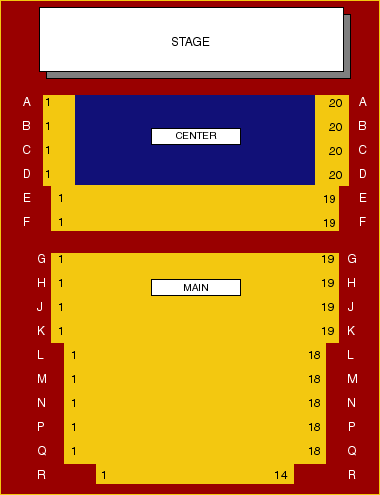 STAGE
A 1 20 A
B 1 20 B
CENTER
C 1 20 C
D 1 20 D
E 1 19 E
F 1 19 F
G 1 19 G
H 1 19 H
MAIN
J 1 19 J
K 1 19 K
L 1 18 L
M 1 18 M
N 1 18 N
P 1 18 P
Q 1 18 Q
R 1 14 R